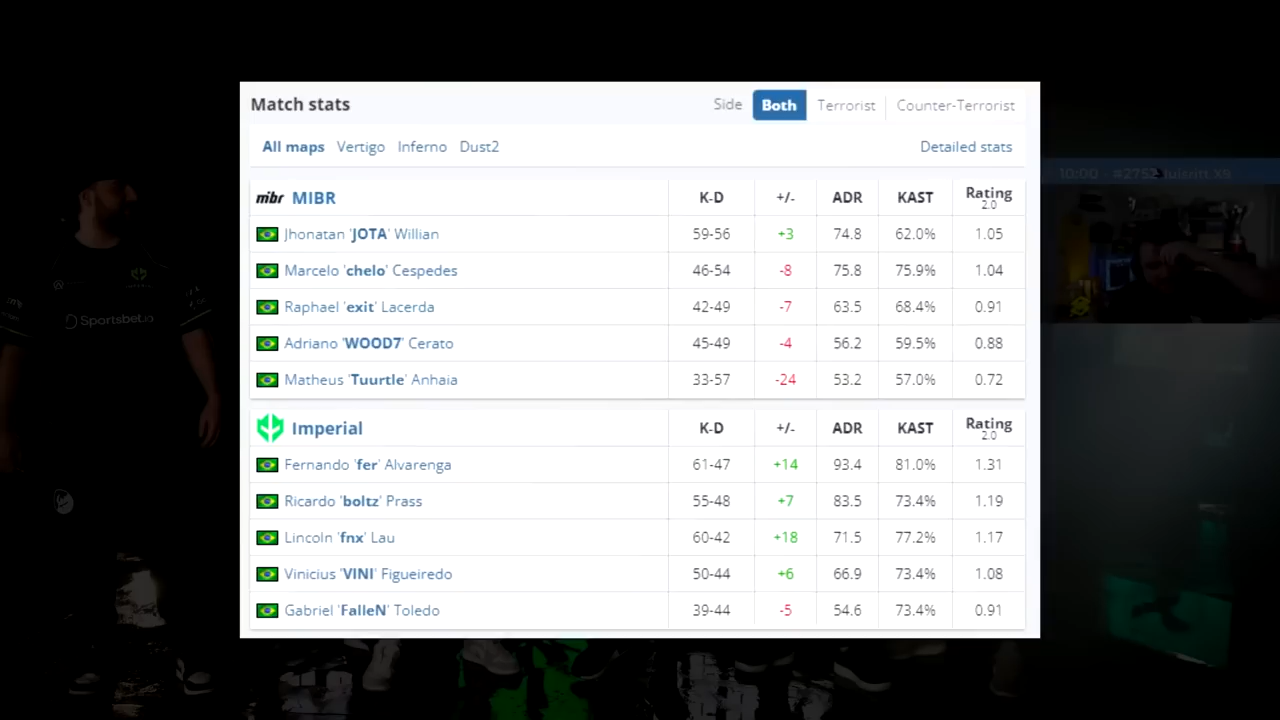 Match stats Side Both Terrorist Counter-Terrorist
All maps Vertigo Inferno Dust2 Detailed stats
mibr MIBR K-D +/- ADR KAST Rating 2.0
Jhonatan 'JOTA' Willian 59-56 +3 74.8 62.0% 1.05
Marcelo 'chelo' Cespedes 46-54 -8 75.8 75.9% 1.04
Raphael 'exit' Lacerda 42-49 -7 63.5 68.4% 0.91
Adriano 'WOOD7' Cerato 45-49 -4 56.2 59.5% 0.88
Matheus 'Tuurtle' Anhaia 33-57 -24 53.2 57.0% 0.72
Imperial K-D +/- ADR KAST Rating 2.0
Fernando 'fer' Alvarenga 61-47 +14 93.4 81.0% 1.31
Ricardo 'boltz' Prass 55-48 +7 83.5 73.4% 1.19
Lincoln 'fnx' Lau 60-42 +18 71.5 77.2% 1.17
Vinicius 'VINI' Figueiredo 50-44 +6 66.9 73.4% 1.08
Gabriel 'FalleN' Toledo 39-44 -5 54.6 73.4% 0.91
Sportsbet.io
10:00